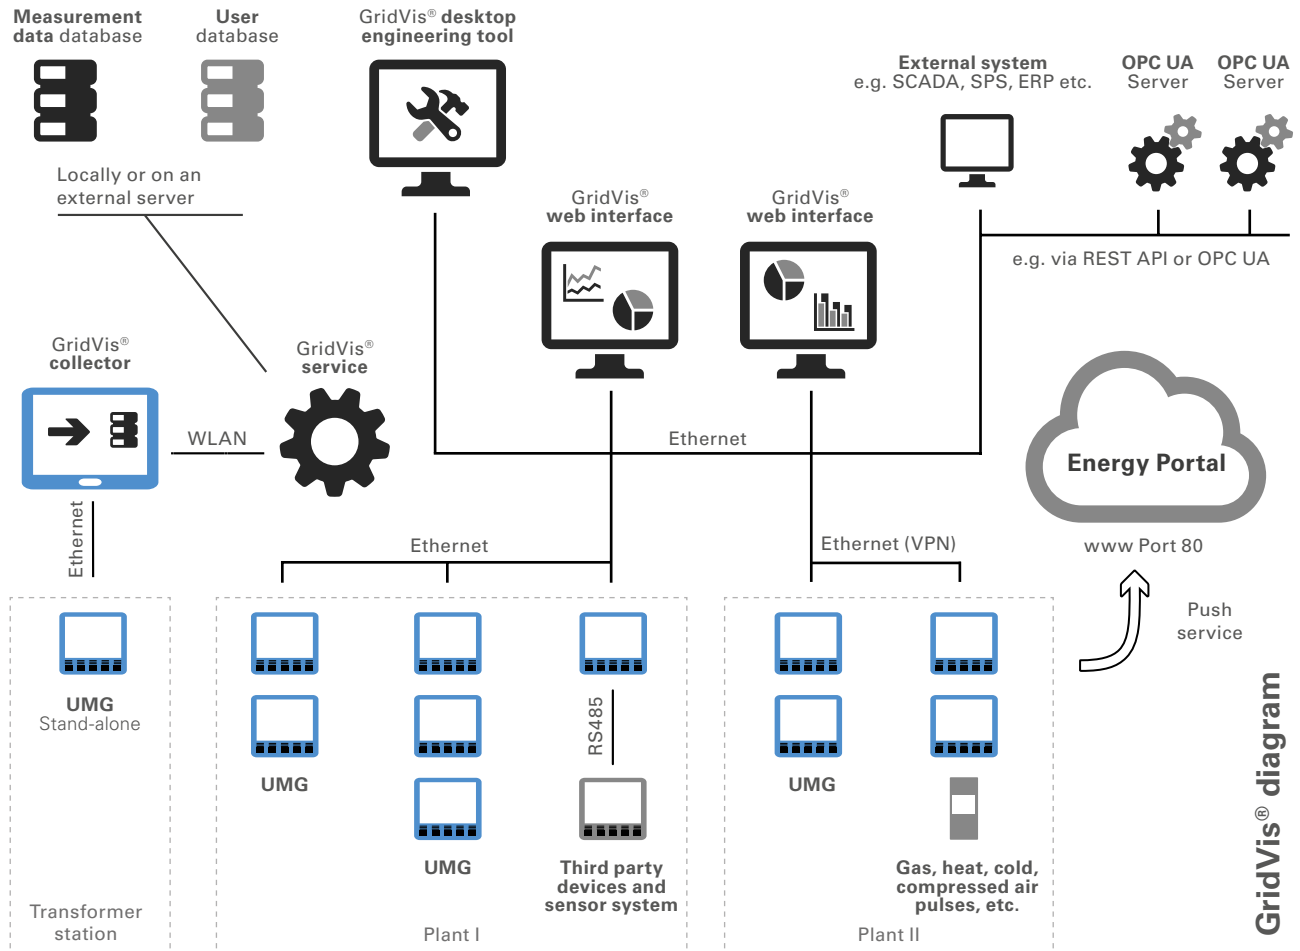 Measurement
data database
User
database
GridVis® desktop
engineering tool
External system
e.g. SCADA, SPS, ERP etc.
OPC UA
Server
OPC UA
Server
Locally or on an
external server
GridVis®
web interface
GridVis®
web interface
e.g. via REST API or OPC UA
GridVis®
collector
GridVis®
service
WLAN
Ethernet
Energy Portal
Ethernet
Ethernet
Ethernet (VPN)
www Port 80
Push
service
UMG
Stand-alone
RS485
UMG
UMG
UMG
Third party
devices and
sensor system
Gas, heat, cold,
compressed air
pulses, etc.
Transformer
station
Plant I
Plant II
GridVis® diagram